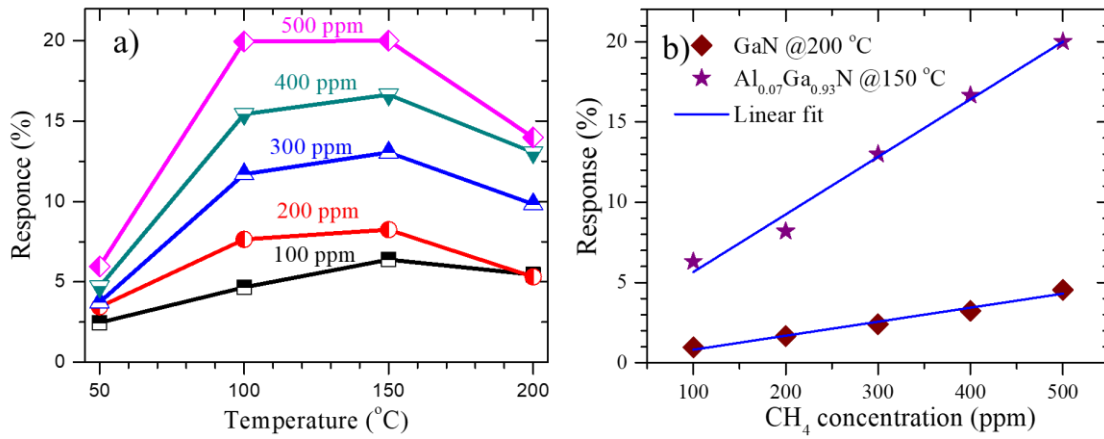 a)
500 ppm
400 ppm
300 ppm
200 ppm
100 ppm
Responce (%)
20
15
10
5
0
50 100 150 200
Temperature (°C)
b)
GaN @200 °C
Al0.07Ga0.93N @150 °C
Linear fit
Response (%)
20
15
10
5
0
100 200 300 400 500
CH4 concentration (ppm)